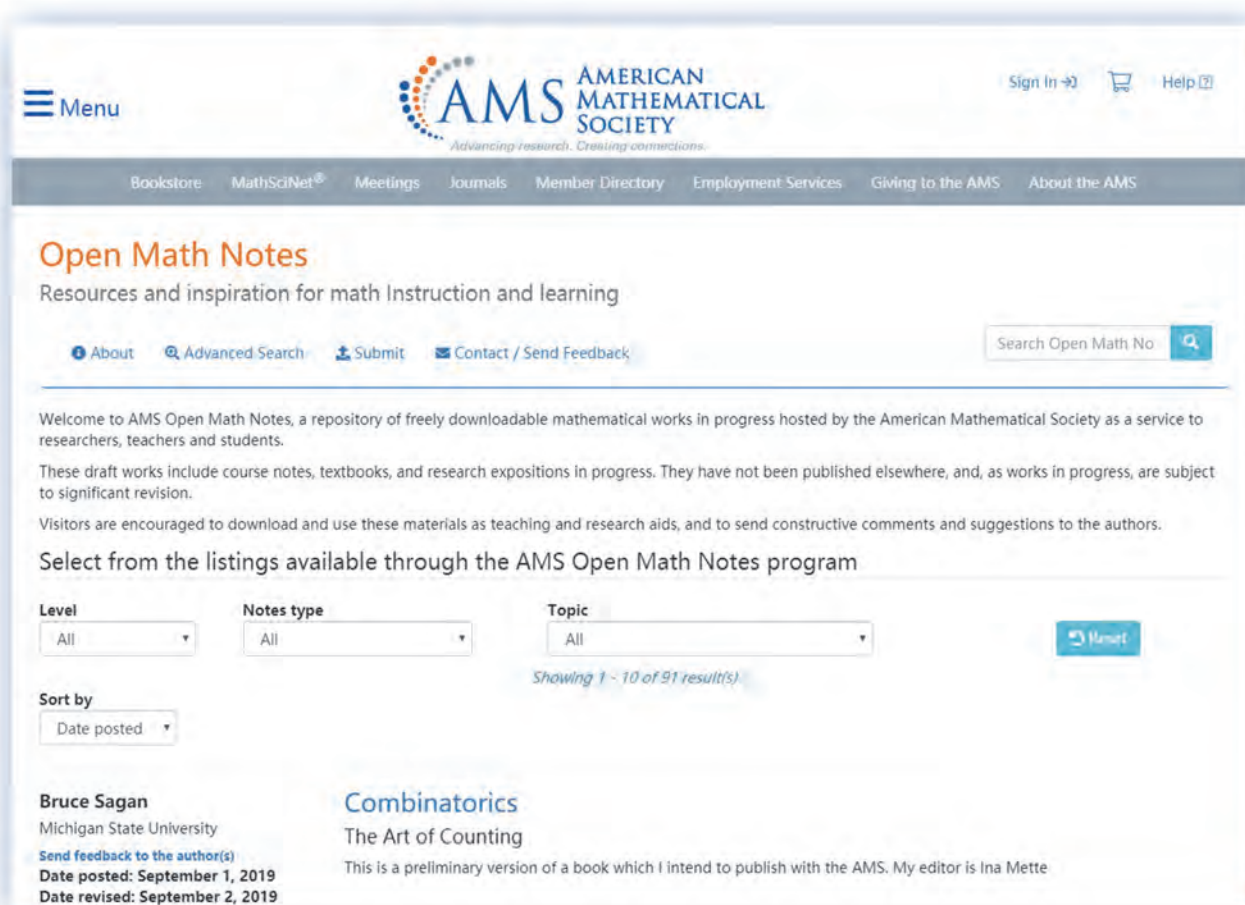 Menu
AMS AMERICAN
MATHEMATICAL
SOCIETY
Advancing research. Creating connections.
Sign In
Help
Bookstore MathSciNet® Meetings Journals Member Directory Employment Services Giving to the AMS About the AMS
Open Math Notes
Resources and inspiration for math Instruction and learning
About Advanced Search Submit Contact / Send Feedback
Search Open Math No
Welcome to AMS Open Math Notes, a repository of freely downloadable mathematical works in progress hosted by the American Mathematical Society as a service to
researchers, teachers and students.
These draft works include course notes, textbooks, and research expositions in progress. They have not been published elsewhere, and, as works in progress, are subject
to significant revision.
Visitors are encouraged to download and use these materials as teaching and research aids, and to send constructive comments and suggestions to the authors.
Select from the listings available through the AMS Open Math Notes program
Level Notes type Topic
All All All
Reset
Showing 1 - 10 of 91 result(s)
Sort by
Date posted
Bruce Sagan
Michigan State University
Send feedback to the author(s)
Date posted: September 1, 2019
Date revised: September 2, 2019
Combinatorics
The Art of Counting
This is a preliminary version of a book which I intend to publish with the AMS. My editor is Ina Mette